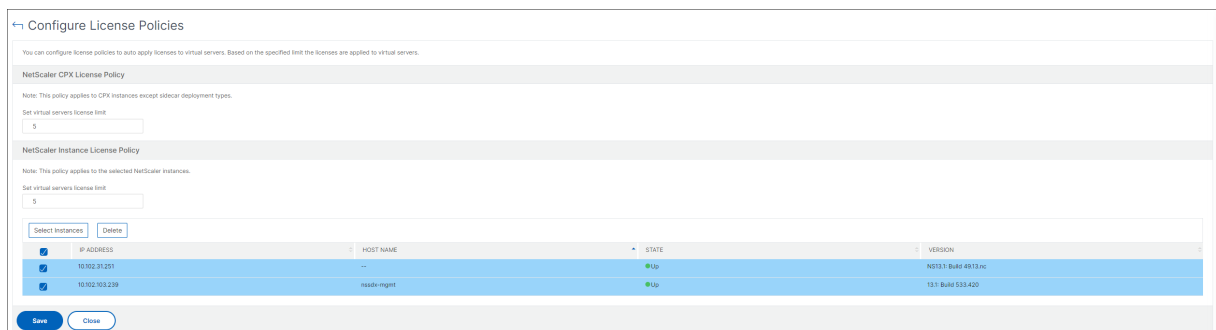 Configure License Policies
You can configure license policies to auto apply licenses to virtual servers. Based on the specified limit the licenses are applied to virtual servers.
NetScaler CPX License Policy
Note: This policy applies to CPX instances except sidecar deployment types.
Set virtual servers license limit
5
NetScaler Instance License Policy
Note: This policy applies to the selected NetScaler instances.
Set virtual servers license limit
5
Select Instances Delete
IP ADDRESS HOST NAME STATE VERSION
10.102.31.251 -- Up NS13.1: Build 49.13.nc
10.102.103.239 nssdx-mgmt Up 13.1: Build 533.420
Save Close